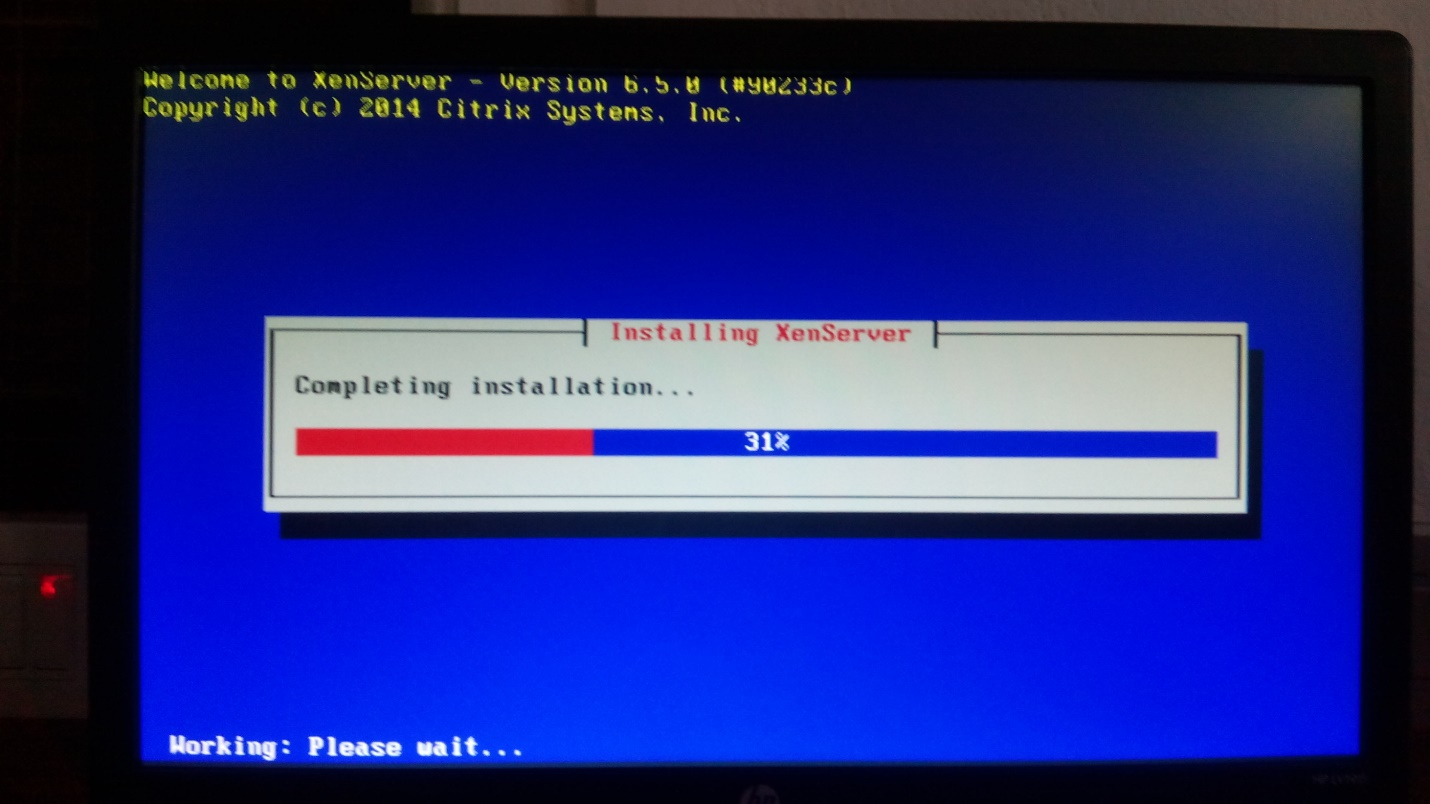 Welcome to XenServer - Version 6.5.0 (#90233c)
Copyright (c) 2014 Citrix Systems, Inc.
Installing XenServer
Completing installation...
31%
Working: Please wait...
hp